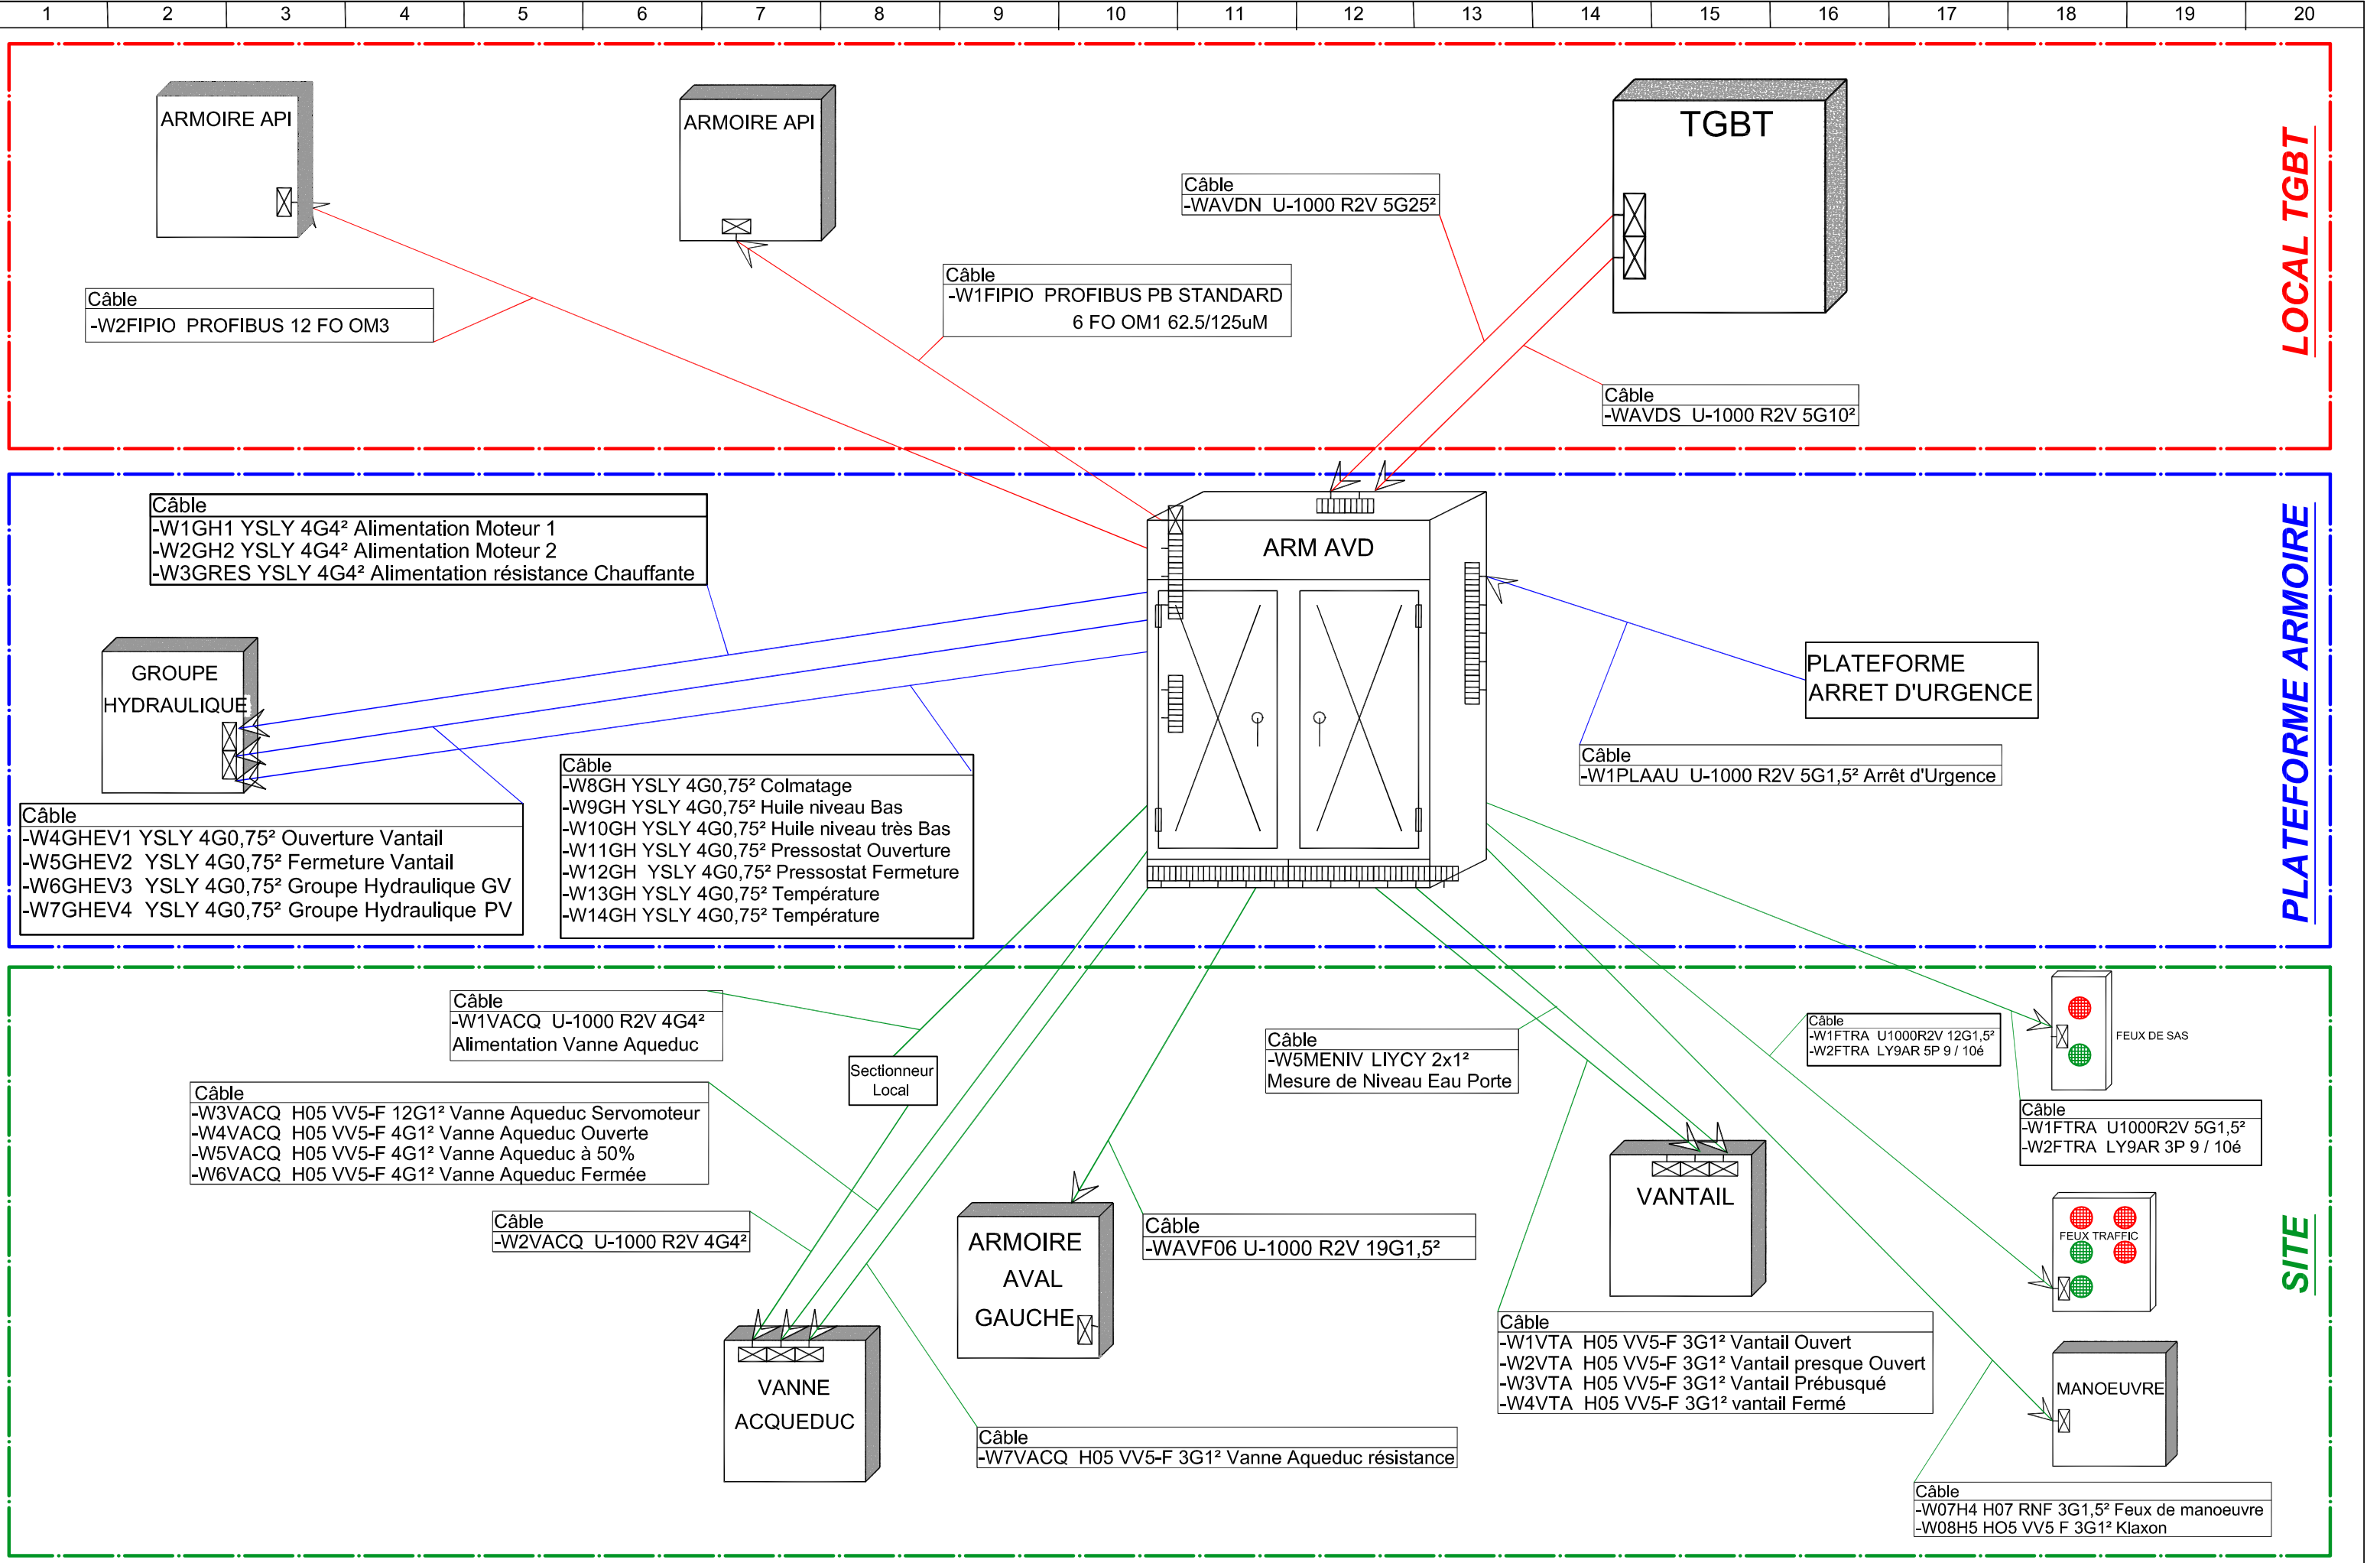 1 2 3 4 5 6 7 8 9 10 11 12 13 14 15 16 17 18 19 20
ARMOIRE API
ARMOIRE API
TGBT
LOCAL TGBT
Câble
-WAVDN U-1000 R2V 5G25²
Câble
-W1FIPIO PROFIBUS PB STANDARD
6 FO OM1 62.5/125uM
Câble
-W2FIPIO PROFIBUS 12 FO OM3
Câble
-WAVDS U-1000 R2V 5G10²
PLATEFORME ARMOIRE
Câble
-W1GH1 YSLY 4G4² Alimentation Moteur 1
-W2GH2 YSLY 4G4² Alimentation Moteur 2
-W3GRES YSLY 4G4² Alimentation résistance Chauffante
ARM AVD
GROUPE
HYDRAULIQUE
PLATEFORME
ARRET D'URGENCE
Câble
-W1PLAAU U-1000 R2V 5G1,5² Arrêt d'Urgence
Câble
-W4GHEV1 YSLY 4G0,75² Ouverture Vantail
-W5GHEV2 YSLY 4G0,75² Fermeture Vantail
-W6GHEV3 YSLY 4G0,75² Groupe Hydraulique GV
-W7GHEV4 YSLY 4G0,75² Groupe Hydraulique PV
Câble
-W8GH YSLY 4G0,75² Colmatage
-W9GH YSLY 4G0,75² Huile niveau Bas
-W10GH YSLY 4G0,75² Huile niveau très Bas
-W11GH YSLY 4G0,75² Pressostat Ouverture
-W12GH YSLY 4G0,75² Pressostat Fermeture
-W13GH YSLY 4G0,75² Température
-W14GH YSLY 4G0,75² Température
SITE
Câble
-W1VACQ U-1000 R2V 4G4²
Alimentation Vanne Aqueduc
Sectionneur
Local
Câble
-W5MENIV LIYCY 2x1²
Mesure de Niveau Eau Porte
Câble
-W1FTRA U1000R2V 12G1,5²
-W2FTRA LY9AR 5P 9 / 10é
FEUX DE SAS
Câble
-W1FTRA U1000R2V 5G1,5²
-W2FTRA LY9AR 3P 9 / 10é
Câble
-W3VACQ H05 VV5-F 12G1² Vanne Aqueduc Servomoteur
-W4VACQ H05 VV5-F 4G1² Vanne Aqueduc Ouverte
-W5VACQ H05 VV5-F 4G1² Vanne Aqueduc à 50%
-W6VACQ H05 VV5-F 4G1² Vanne Aqueduc Fermée
Câble
-W2VACQ U-1000 R2V 4G4²
ARMOIRE
AVAL
GAUCHE
Câble
-WAVF06 U-1000 R2V 19G1,5²
VANTAIL
FEUX TRAFFIC
Câble
-W1VTA H05 VV5-F 3G1² Vantail Ouvert
-W2VTA H05 VV5-F 3G1² Vantail presque Ouvert
-W3VTA H05 VV5-F 3G1² Vantail Prébusqué
-W4VTA H05 VV5-F 3G1² vantail Fermé
VANNE
ACQUEDUC
MANOEUVRE
Câble
-W7VACQ H05 VV5-F 3G1² Vanne Aqueduc résistance
Câble
-W07H4 H07 RNF 3G1,5² Feux de manoeuvre
-W08H5 HO5 VV5 F 3G1² Klaxon